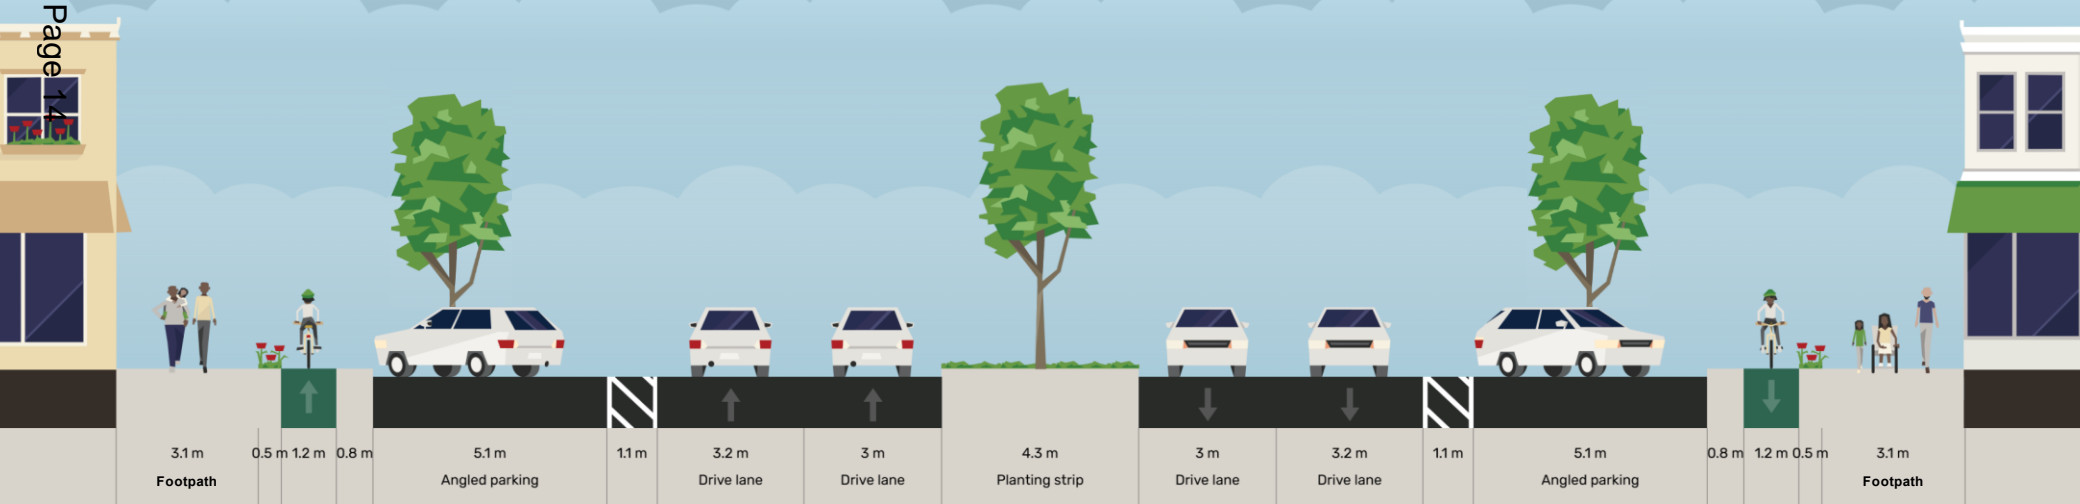 Page 14
3.1 m 0.5 m 1.2 m 0.8 m 5.1 m 1.1 m 3.2 m 3 m 4.3 m 3 m 3.2 m 1.1 m 5.1 m 0.8 m 1.2 m 0.5 m 3.1 m
Footpath Angled parking Drive lane Drive lane Planting strip Drive lane Drive lane Angled parking Footpath